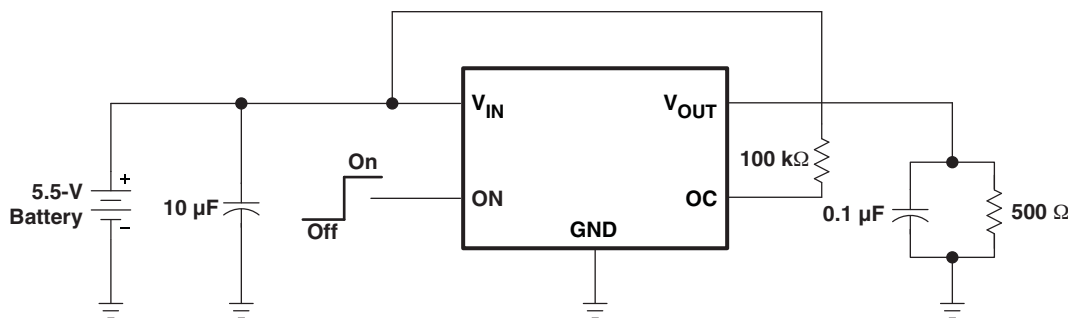 V_IN
V_OUT
100 kΩ
On
5.5-V
Battery
+
−
10 µF
ON
Off
OC
GND
0.1 µF
500 Ω